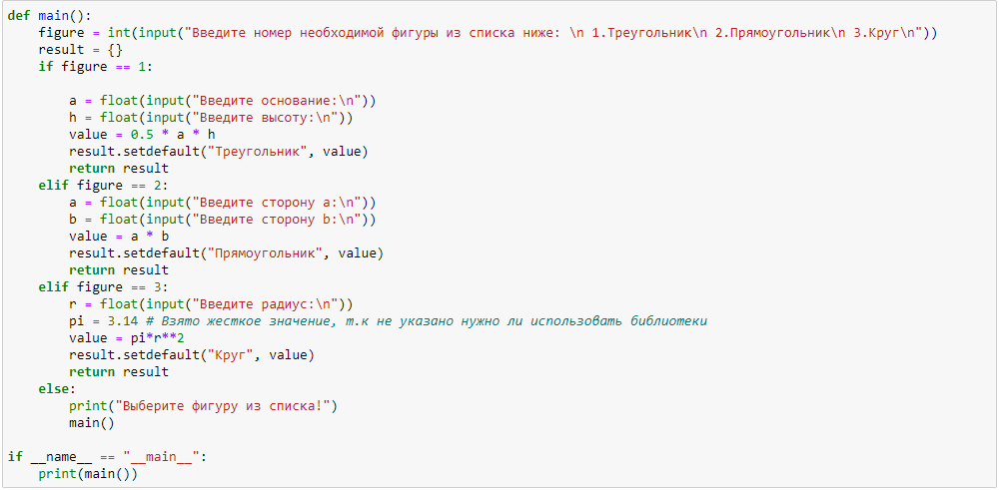 def main():
    figure = int(input("Введите номер необходимой фигуры из списка ниже: \n 1.Треугольник\n 2.Прямоугольник\n 3.Круг\n"))
    result = {}
    if figure == 1:

        a = float(input("Введите основание:\n"))
        h = float(input("Введите высоту:\n"))
        value = 0.5 * a * h
        result.setdefault("Треугольник", value)
        return result
    elif figure == 2:
        a = float(input("Введите сторону a:\n"))
        b = float(input("Введите сторону b:\n"))
        value = a * b
        result.setdefault("Прямоугольник", value)
        return result
    elif figure == 3:
        r = float(input("Введите радиус:\n"))
        pi = 3.14 # Взято жесткое значение, т.к не указано нужно ли использовать библиотеки
        value = pi*r**2
        result.setdefault("Круг", value)
        return result
    else:
        print("Выберите фигуру из списка!")
        main()

if __name__ == "__main__":
    print(main())